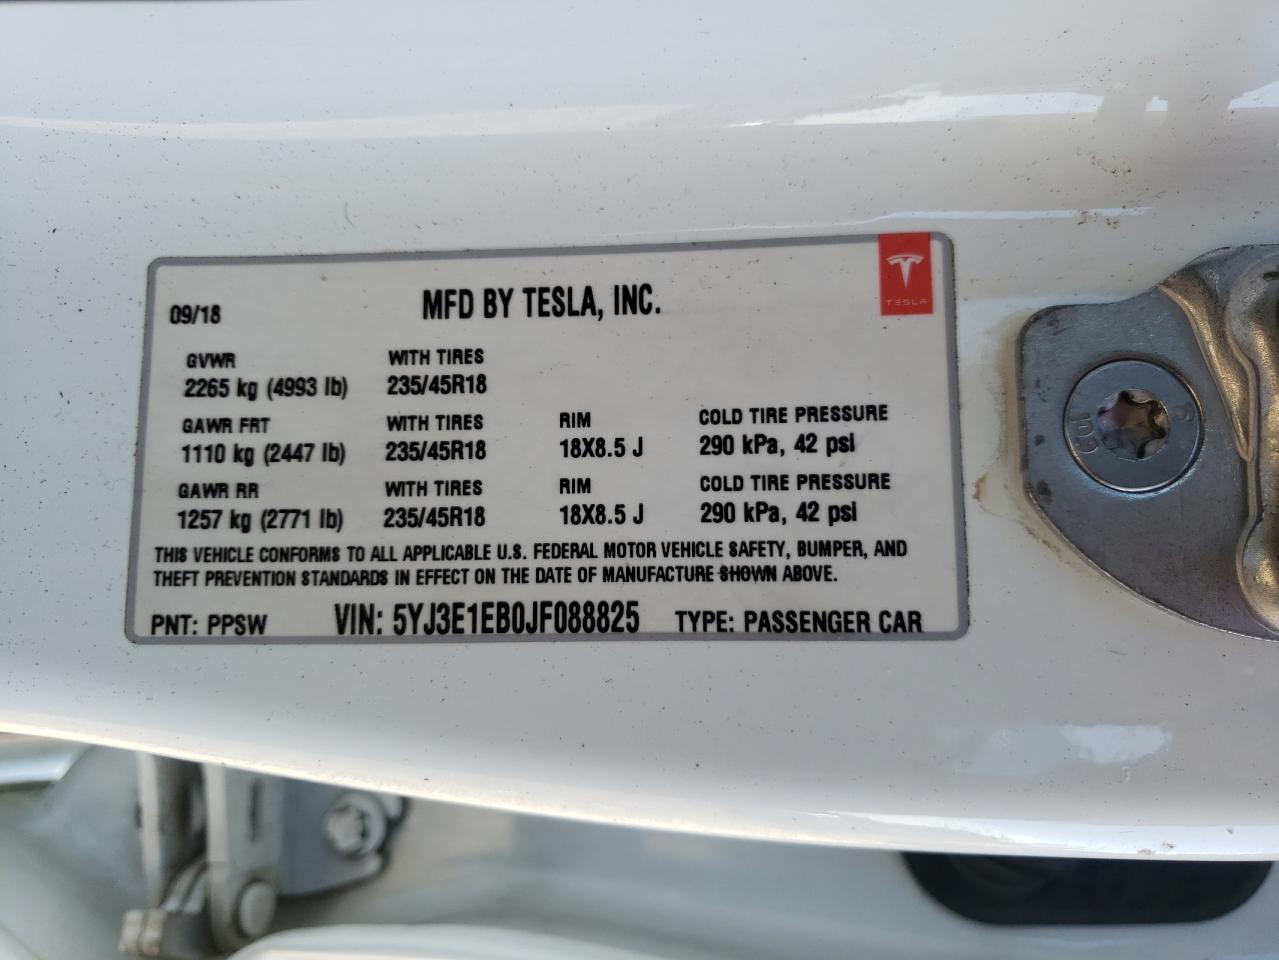 09/18 MFD BY TESLA, INC.
TESLA
GVWR WITH TIRES
2265 kg (4993 lb) 235/45R18
GAWR FRT WITH TIRES RIM COLD TIRE PRESSURE
1110 kg (2447 lb) 235/45R18 18X8.5 J 290 kPa, 42 psi
GAWR RR WITH TIRES RIM COLD TIRE PRESSURE
1257 kg (2771 lb) 235/45R18 18X8.5 J 290 kPa, 42 psi
THIS VEHICLE CONFORMS TO ALL APPLICABLE U.S. FEDERAL MOTOR VEHICLE SAFETY, BUMPER, AND
THEFT PREVENTION STANDARDS IN EFFECT ON THE DATE OF MANUFACTURE SHOWN ABOVE.
PNT: PPSW VIN: 5YJ3E1EB0JF088825 TYPE: PASSENGER CAR